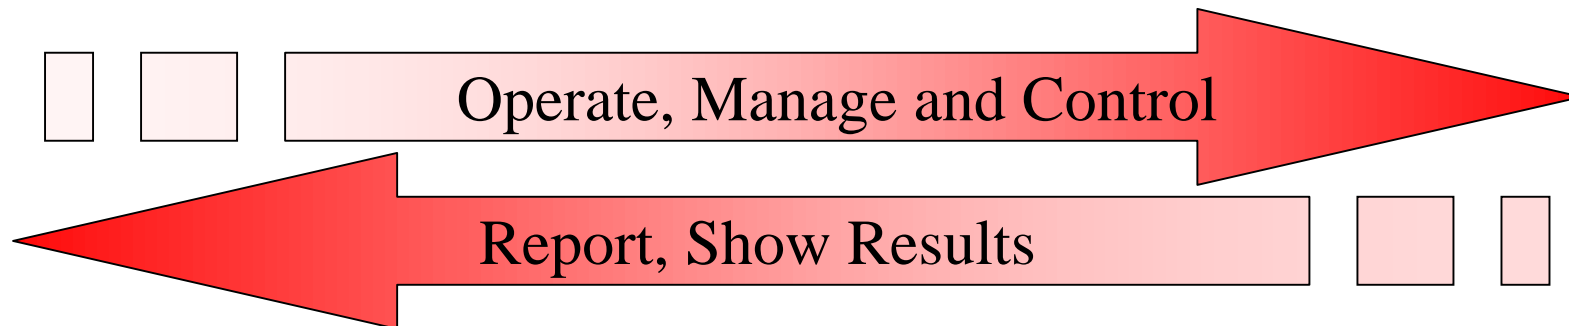 Operate, Manage and Control
Report, Show Results